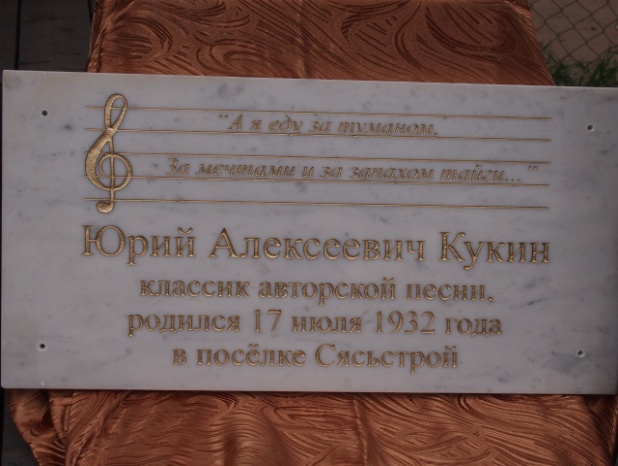 "А я еду за туманом,
За мечтами и за запахом тайги..."
Юрий Алексеевич Кукин
классик авторской песни,
родился 17 июля 1932 года
в посёлке Сясьстрой